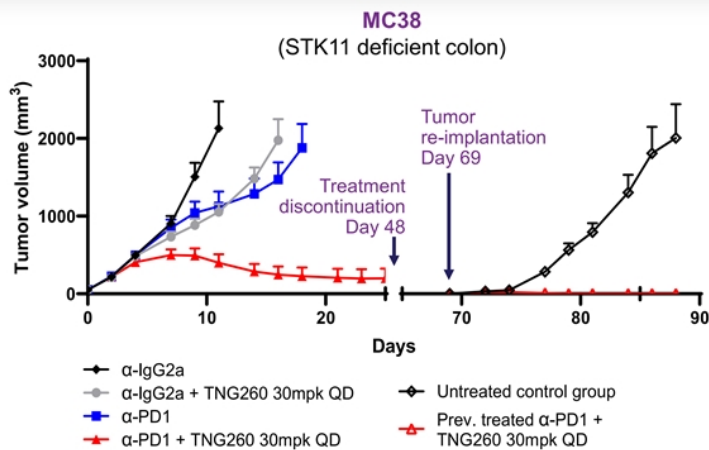 MC38
(STK11 deficient colon)
Tumor volume (mm³)
3000
2000
1000
0
Treatment
discontinuation
Day 48
Tumor
re-implantation
Day 69
0
10
20
70
80
90
Days
α-IgG2a
α-IgG2a + TNG260 30mpk QD
α-PD1
α-PD1 + TNG260 30mpk QD
Untreated control group
Prev. treated α-PD1 +
TNG260 30mpk QD